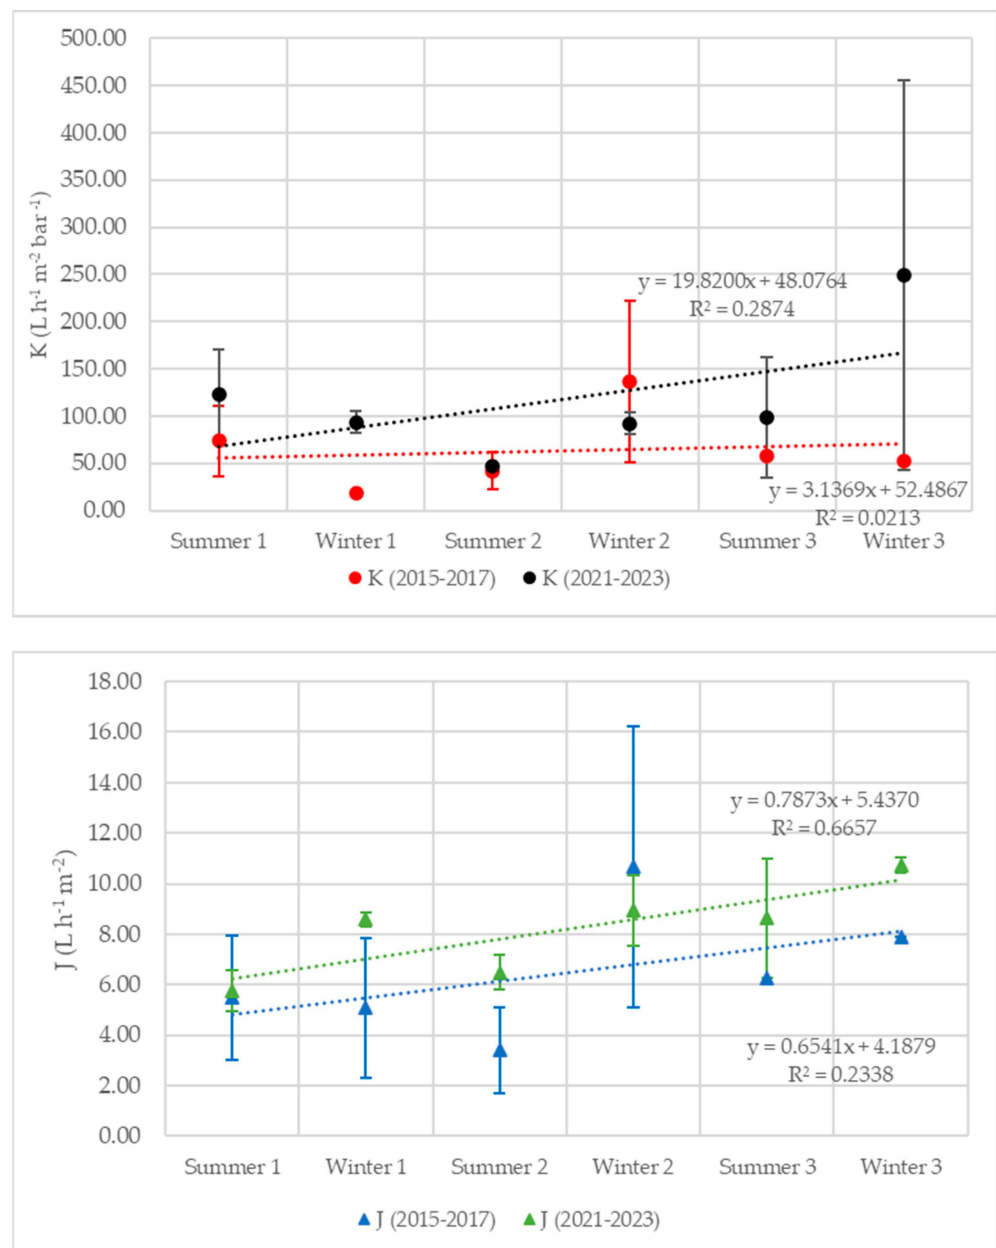 500.00
450.00
400.00
350.00
300.00
250.00
200.00
150.00
100.00
50.00
0.00
K (L h⁻¹ m⁻² bar⁻¹)
y = 19.8200x + 48.0764
R² = 0.2874
y = 3.1369x + 52.4867
R² = 0.0213
Summer 1 Winter 1 Summer 2 Winter 2 Summer 3 Winter 3
K (2015-2017) K (2021-2023)
18.00
16.00
14.00
12.00
10.00
8.00
6.00
4.00
2.00
0.00
J (L h⁻¹ m⁻²)
y = 0.7873x + 5.4370
R² = 0.6657
y = 0.6541x + 4.1879
R² = 0.2338
Summer 1 Winter 1 Summer 2 Winter 2 Summer 3 Winter 3
J (2015-2017) J (2021-2023)